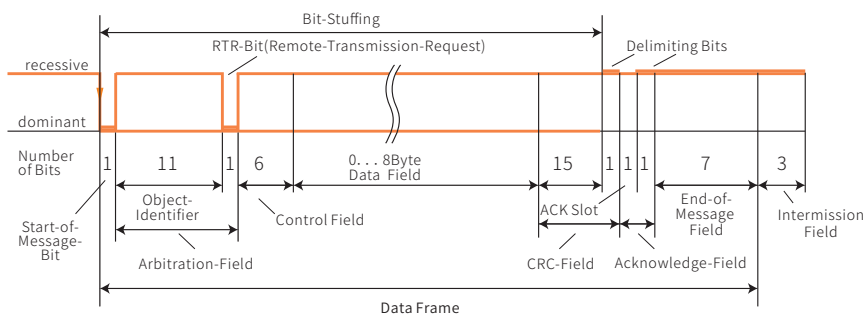 Bit-Stuffing
RTR-Bit(Remote-Transmission-Request)
Delimiting Bits
recessive
dominant
Number
of Bits
1
11
1
6
0...8Byte
Data Field
15
1
1
1
7
3
Start-of-
Message-
Bit
Object-
Identifier
Control Field
ACK Slot
End-of-
Message
Field
Intermission
Field
Arbitration-Field
CRC-Field
Acknowledge-Field
Data Frame